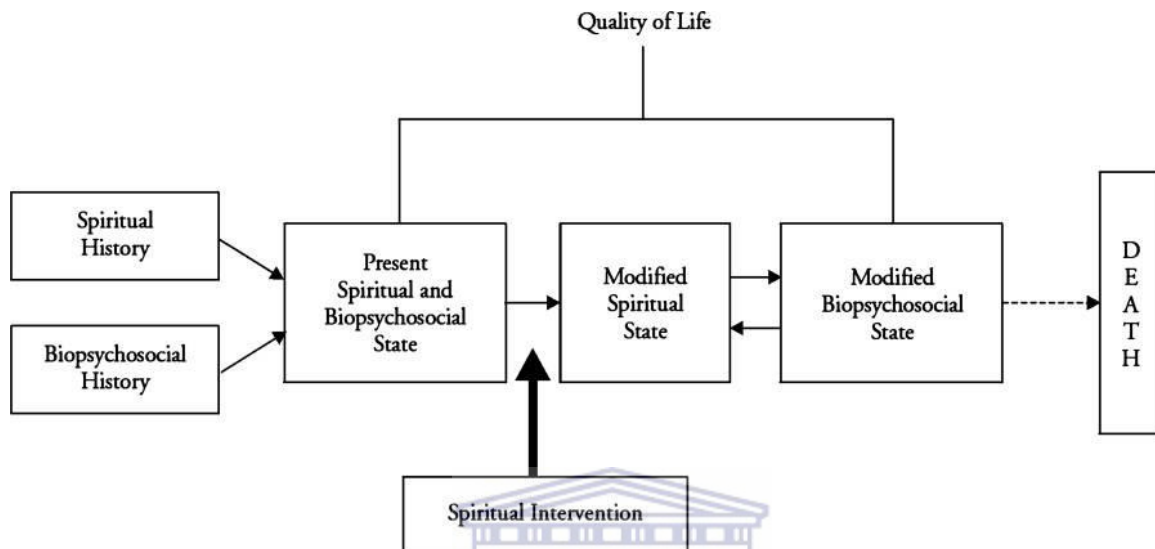 Quality of Life
Spiritual
History
Biopsychosocial
History
Present
Spiritual and
Biopsychosocial
State
Modified
Spiritual
State
Modified
Biopsychosocial
State
D
E
A
T
H
Spiritual Intervention